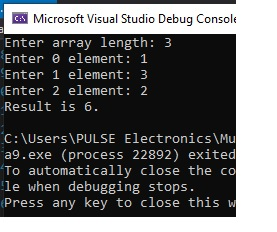 Microsoft Visual Studio Debug Console
Enter array length: 3
Enter 0 element: 1
Enter 1 element: 3
Enter 2 element: 2
Result is 6.
C:\Users\PULSE Electronics\Mu
a9.exe (process 22892) exited
To automatically close the co
le when debugging stops.
Press any key to close this w